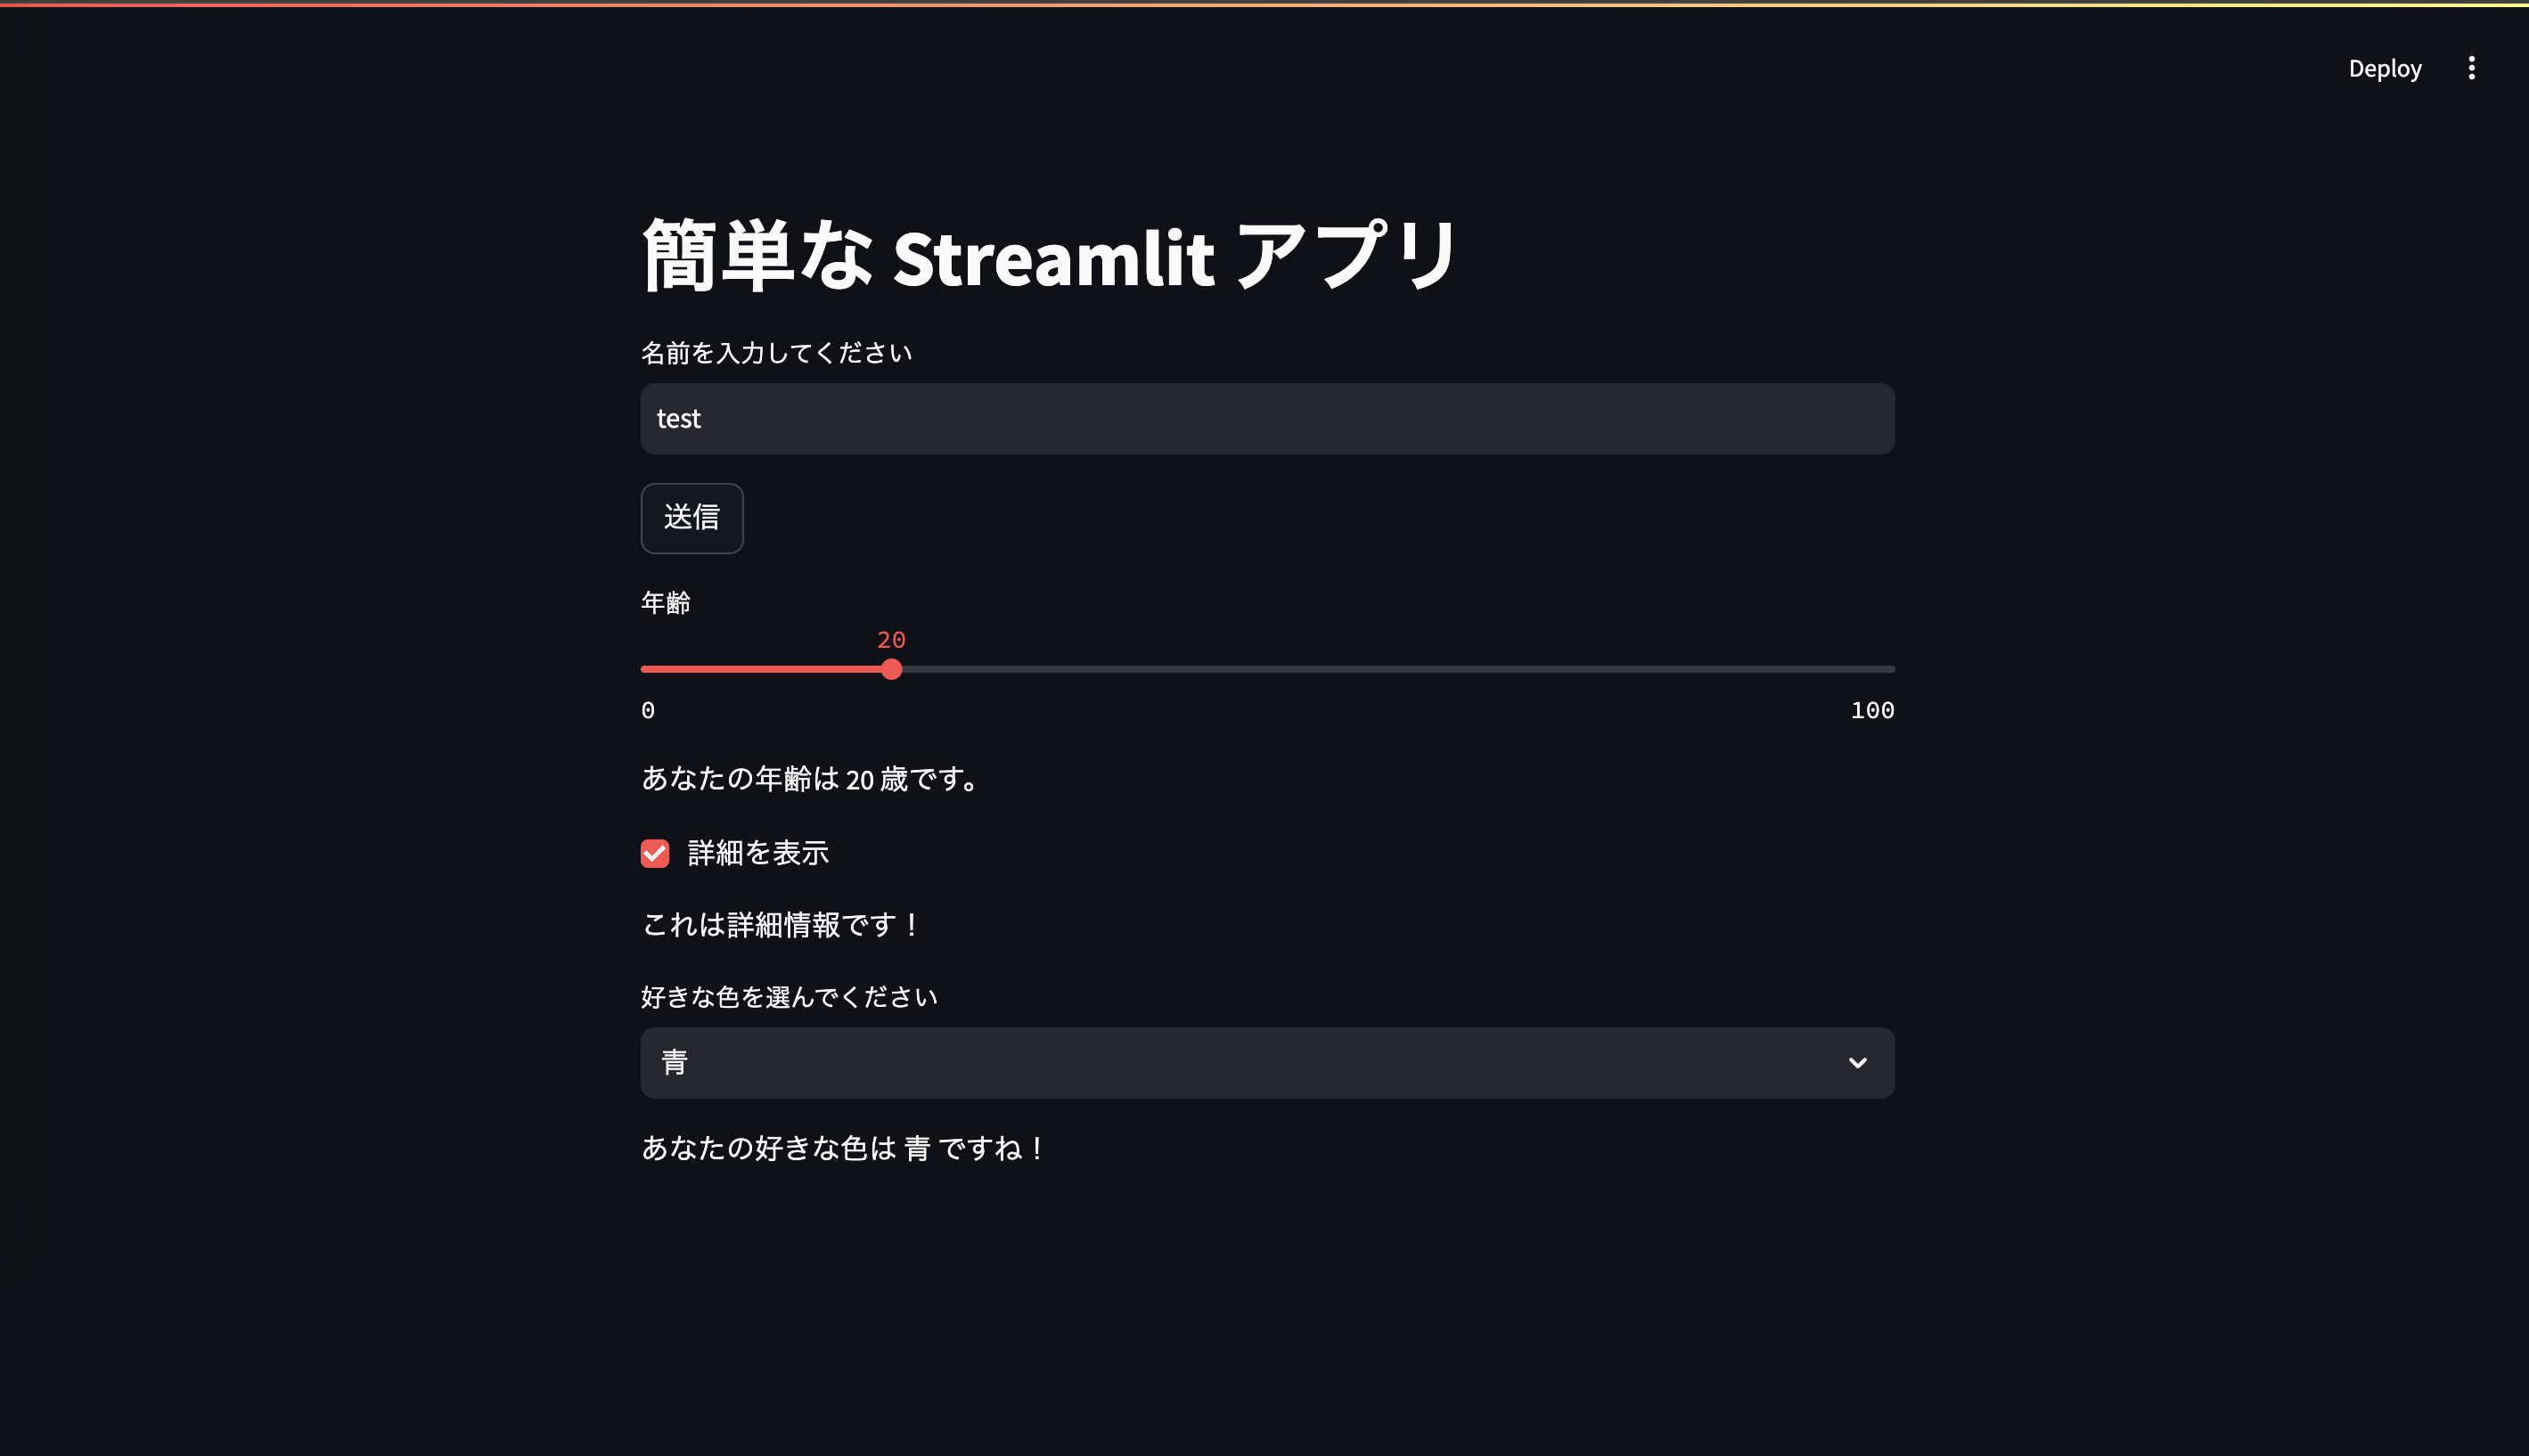 Deploy
簡単な Streamlit アプリ
名前を入力してください
test
送信
年齢
20
0 100
あなたの年齢は 20 歳です。
詳細を表示
これは詳細情報です！
好きな色を選んでください
青
あなたの好きな色は 青 ですね！